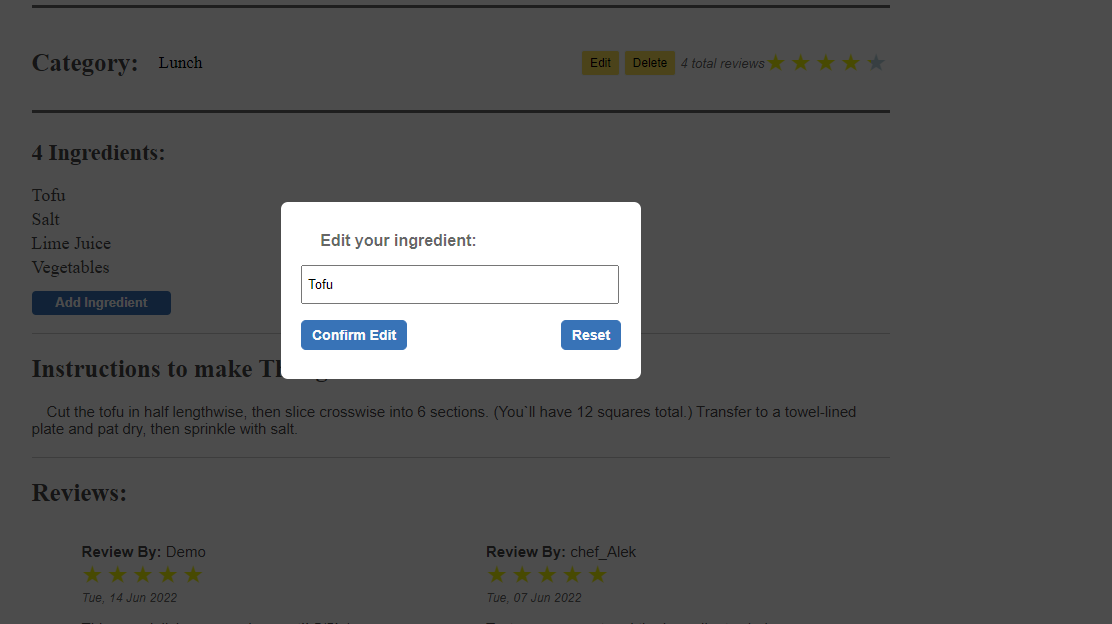 Category: Lunch
Edit Delete 4 total reviews
4 Ingredients:
Tofu
Salt
Lime Juice
Vegetables
Add Ingredient
Edit your ingredient:
Tofu
Confirm Edit Reset
Instructions to make
Cut the tofu in half lengthwise, then slice crosswise into 6 sections. (You`ll have 12 squares total.) Transfer to a towel-lined
plate and pat dry, then sprinkle with salt.
Reviews:
Review By: Demo
Tue, 14 Jun 2022
Review By: chef_Alek
Tue, 07 Jun 2022